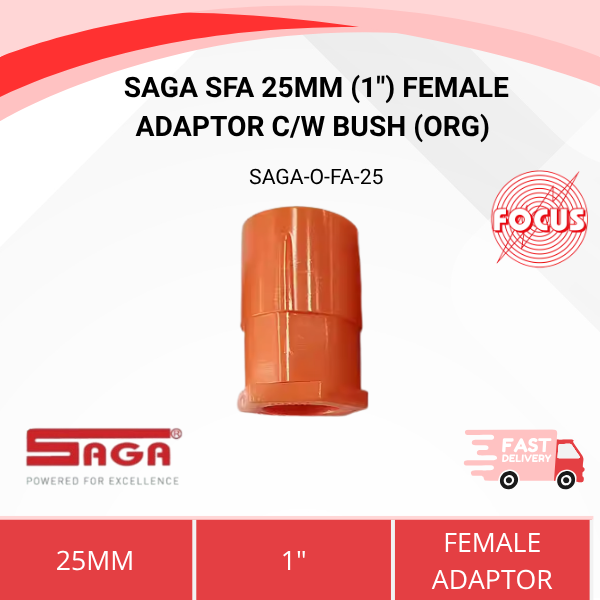 SAGA SFA 25MM (1") FEMALE
ADAPTOR C/W BUSH (ORG)
SAGA-O-FA-25
FOCUS
SAGA®
POWERED FOR EXCELLENCE
FAST
DELIVERY
25MM
1"
FEMALE
ADAPTOR